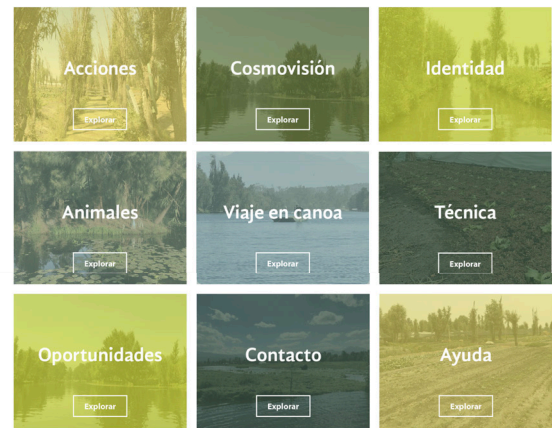 Acciones
Explorar
Cosmovisión
Explorar
Identidad
Explorar
Animales
Explorar
Viaje en canoa
Explorar
Técnica
Explorar
Oportunidades
Explorar
Contacto
Explorar
Ayuda
Explorar